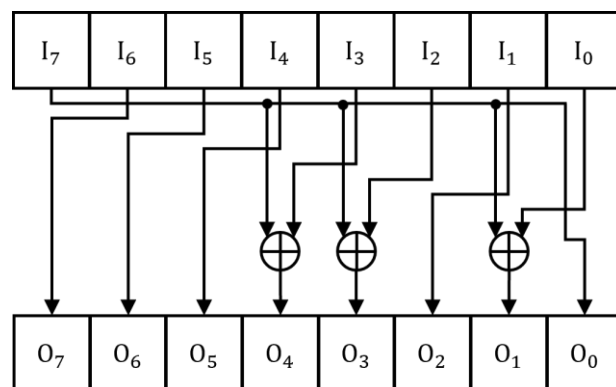 I₇ I₆ I₅ I₄ I₃ I₂ I₁ I₀
O₇ O₆ O₅ O₄ O₃ O₂ O₁ O₀